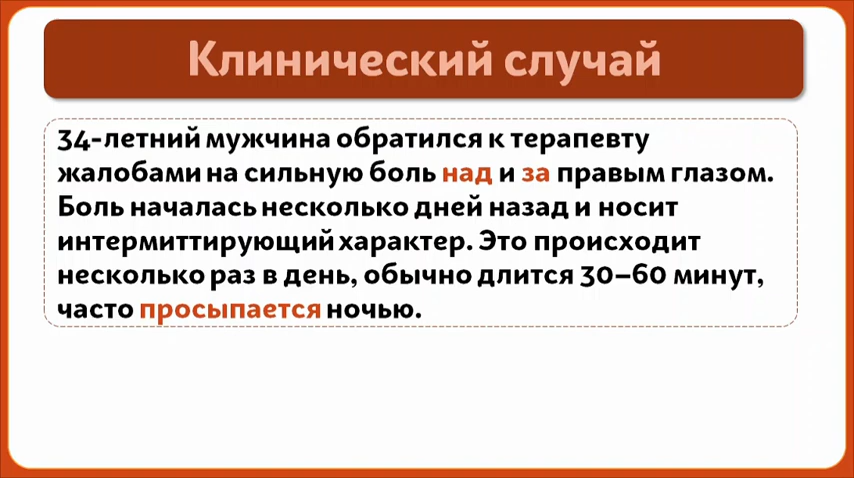 Клинический случай
34-летний мужчина обратился к терапевту
жалобами на сильную боль над и за правым глазом.
Боль началась несколько дней назад и носит
интермиттирующий характер. Это происходит
несколько раз в день, обычно длится 30–60 минут,
часто просыпается ночью.